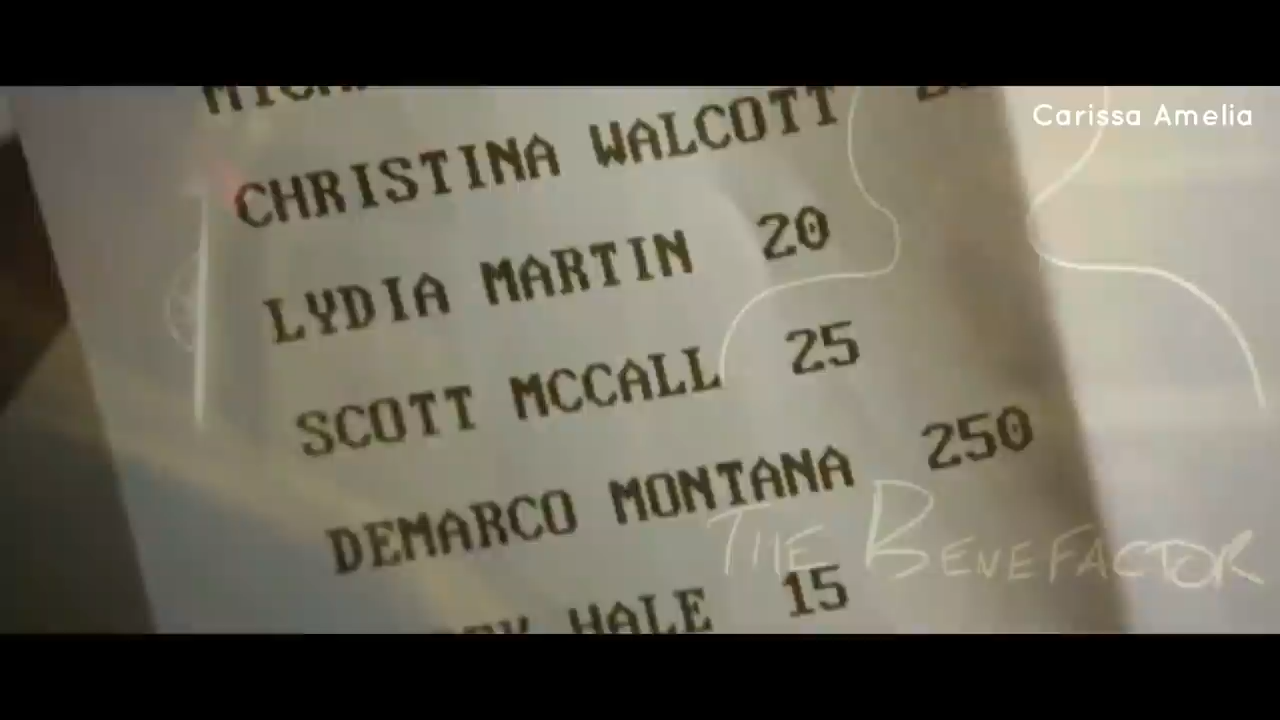 Carissa Amelia
CHRISTINA WALCOTT
LYDIA MARTIN 20
SCOTT MCCALL 25
DEMARCO MONTANA 250
THE BENEFACTOR
HALE 15